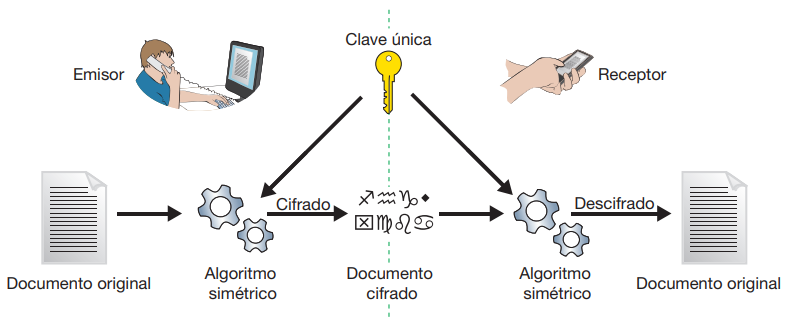 Clave única
Emisor
Receptor
Cifrado
Descifrado
Documento original
Algoritmo
simétrico
Documento
cifrado
Algoritmo
simétrico
Documento original